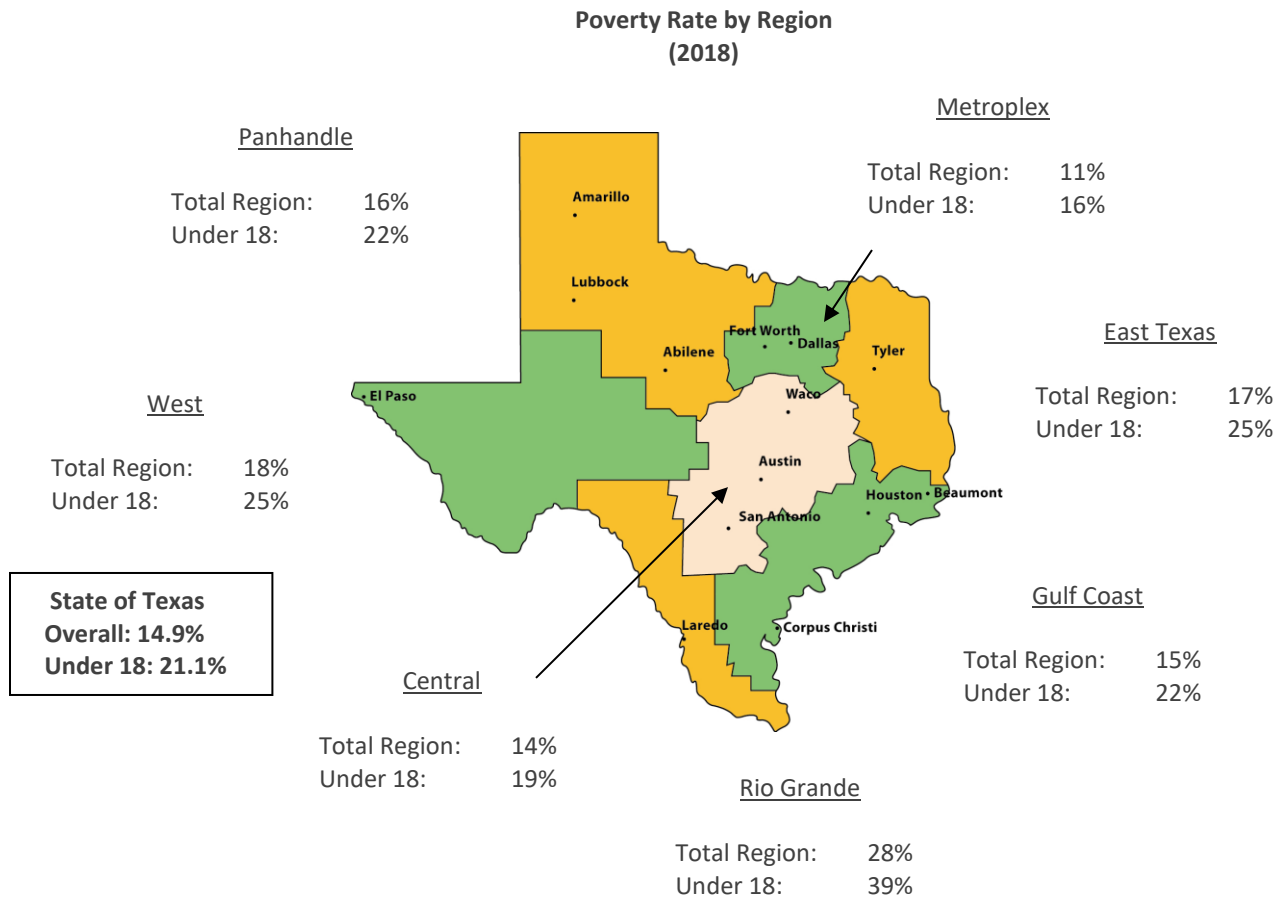 Poverty Rate by Region
(2018)
Metroplex
Total Region: 11%
Under 18: 16%
Panhandle
Total Region: 16%
Under 18: 22%
Amarillo
Lubbock
Abilene
Fort Worth
Dallas
Tyler
East Texas
Total Region: 17%
Under 18: 25%
El Paso
Waco
West
Total Region: 18%
Under 18: 25%
Austin
San Antonio
Houston
Beaumont
State of Texas
Overall: 14.9%
Under 18: 21.1%
Laredo
Corpus Christi
Gulf Coast
Total Region: 15%
Under 18: 22%
Central
Total Region: 14%
Under 18: 19%
Rio Grande
Total Region: 28%
Under 18: 39%